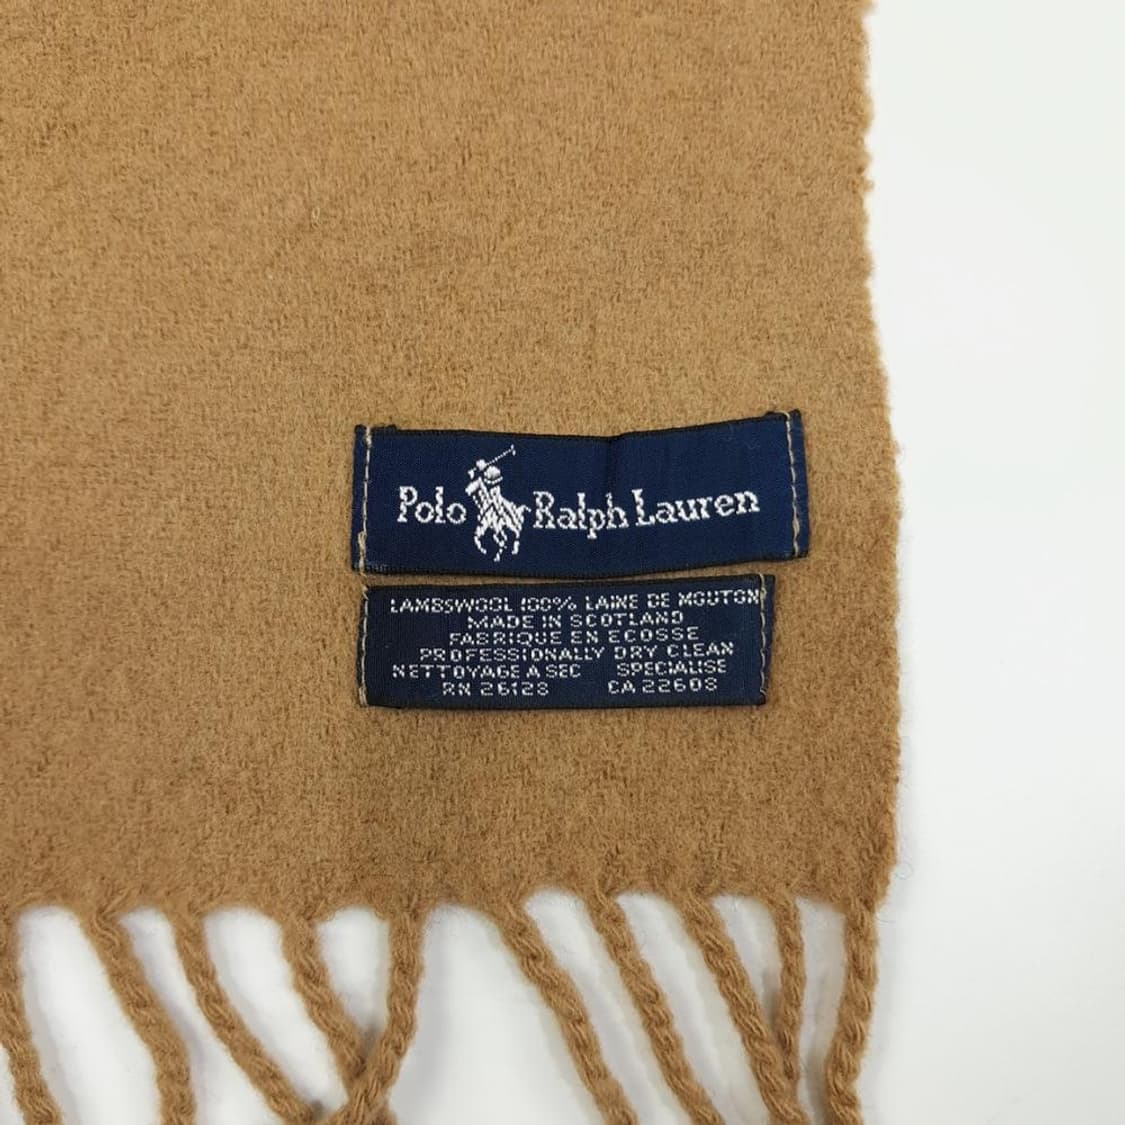 Polo Ralph Lauren
LAMBSWOOL 100% LAINE DE MOUTON
MADE IN SCOTLAND
FABRIQUE EN ECOSSE
PROFESSIONALLY DRY CLEAN
NETTOYAGE A SEC SPECIALISE
RN 26128 CA 22608